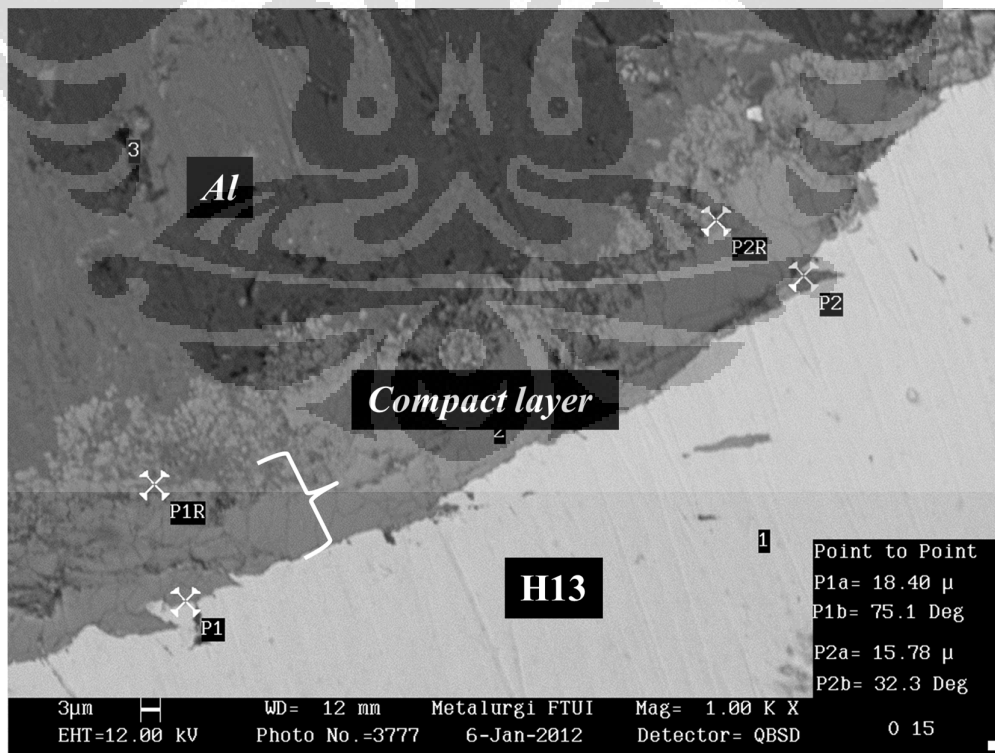 3
Al
P2R
P2
Compact layer
2
P1R
1
H13
P1
Point to Point
P1a= 18.40 µ
P1b= 75.1 Deg
P2a= 15.78 µ
P2b= 32.3 Deg
0 15
3µm WD= 12 mm Metalurgi FTUI Mag= 1.00 K X
EHT=12.00 kV Photo No.=3777 6-Jan-2012 Detector= QBSD